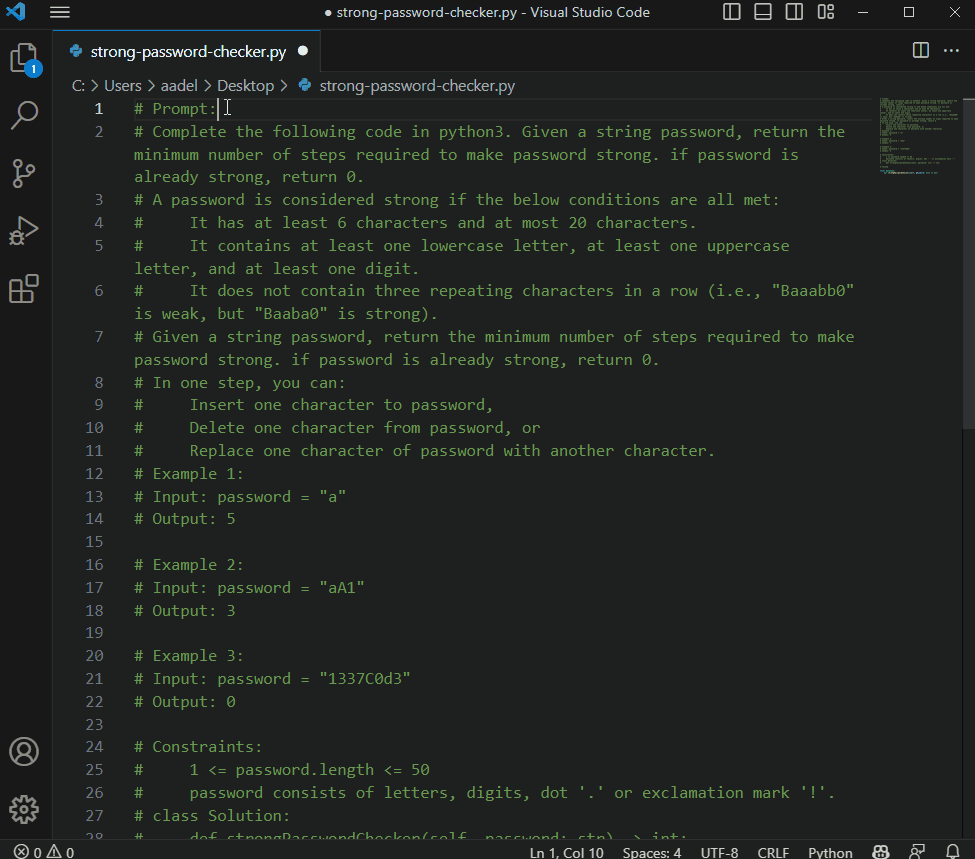 ● strong-password-checker.py - Visual Studio Code
strong-password-checker.py ●
1
C: > Users > aadel > Desktop > strong-password-checker.py
1 # Prompt:
2 # Complete the following code in python3. Given a string password, return the
minimum number of steps required to make password strong. if password is
already strong, return 0.
3 # A password is considered strong if the below conditions are all met:
4 #     It has at least 6 characters and at most 20 characters.
5 #     It contains at least one lowercase letter, at least one uppercase
letter, and at least one digit.
6 #     It does not contain three repeating characters in a row (i.e., "Baaabb0"
is weak, but "Baaba0" is strong).
7 # Given a string password, return the minimum number of steps required to make
password strong. if password is already strong, return 0.
8 # In one step, you can:
9 #     Insert one character to password,
10 #     Delete one character from password, or
11 #     Replace one character of password with another character.
12 # Example 1:
13 # Input: password = "a"
14 # Output: 5
15
16 # Example 2:
17 # Input: password = "aA1"
18 # Output: 3
19
20 # Example 3:
21 # Input: password = "1337C0d3"
22 # Output: 0
23
24 # Constraints:
25 #     1 <= password.length <= 50
26 #     password consists of letters, digits, dot '.' or exclamation mark '!'.
27 # class Solution:
28 #     def strongPasswordChecker(self, password: str) -> int:
0 0 Ln 1, Col 10 Spaces: 4 UTF-8 CRLF Python